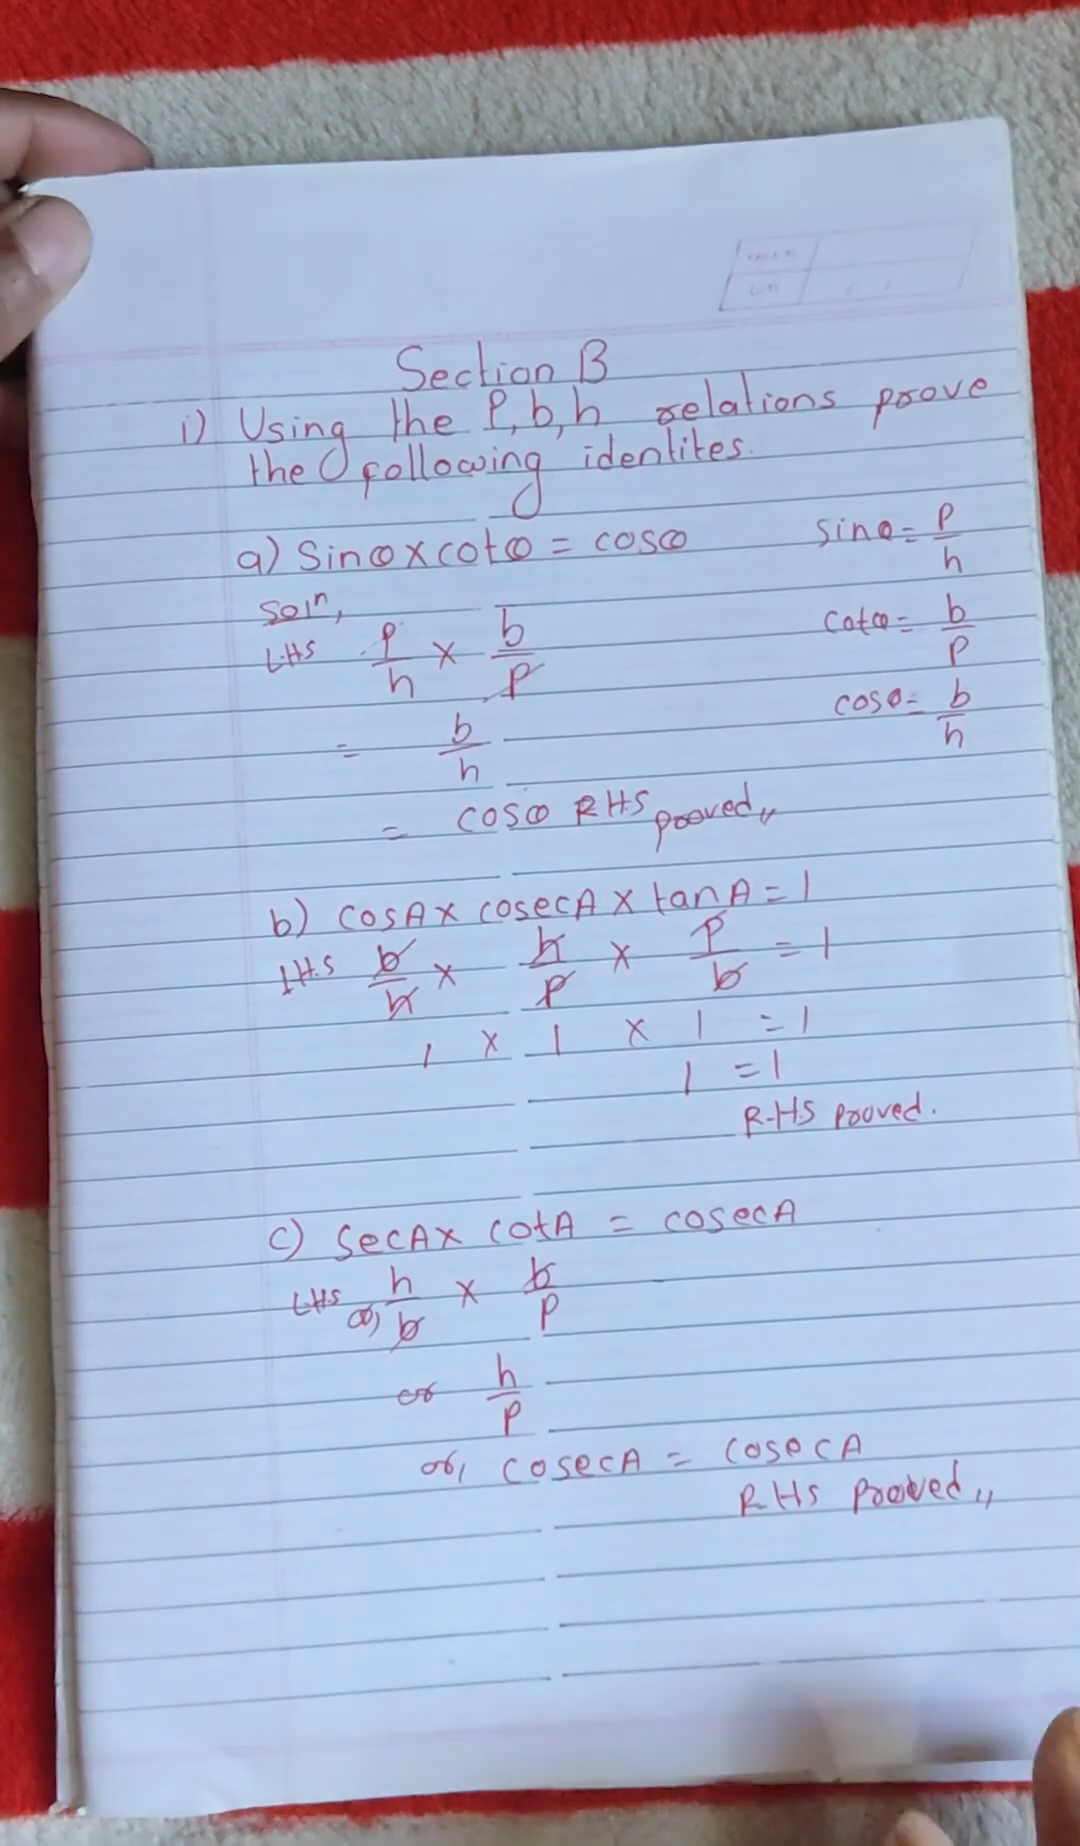 Section B
i) Using the P, b, h relations prove
the following identites.
a) Sinθ x cotθ = cosθ
sinθ = p/h
Solⁿ,
cotθ = b/p
LHS p/h x b/p
cosθ = b/h
= b/h
= cosθ RHS proved,,
b) cosA x cosecA x tanA = 1
LHS b/h x h/p x p/b = 1
1 x 1 x 1 = 1
1 = 1
R.H.S proved.
c) SecA x cotA = cosecA
LHS or, h/b x b/p
or h/p
or, cosecA = cosecA
RHS Proved,,